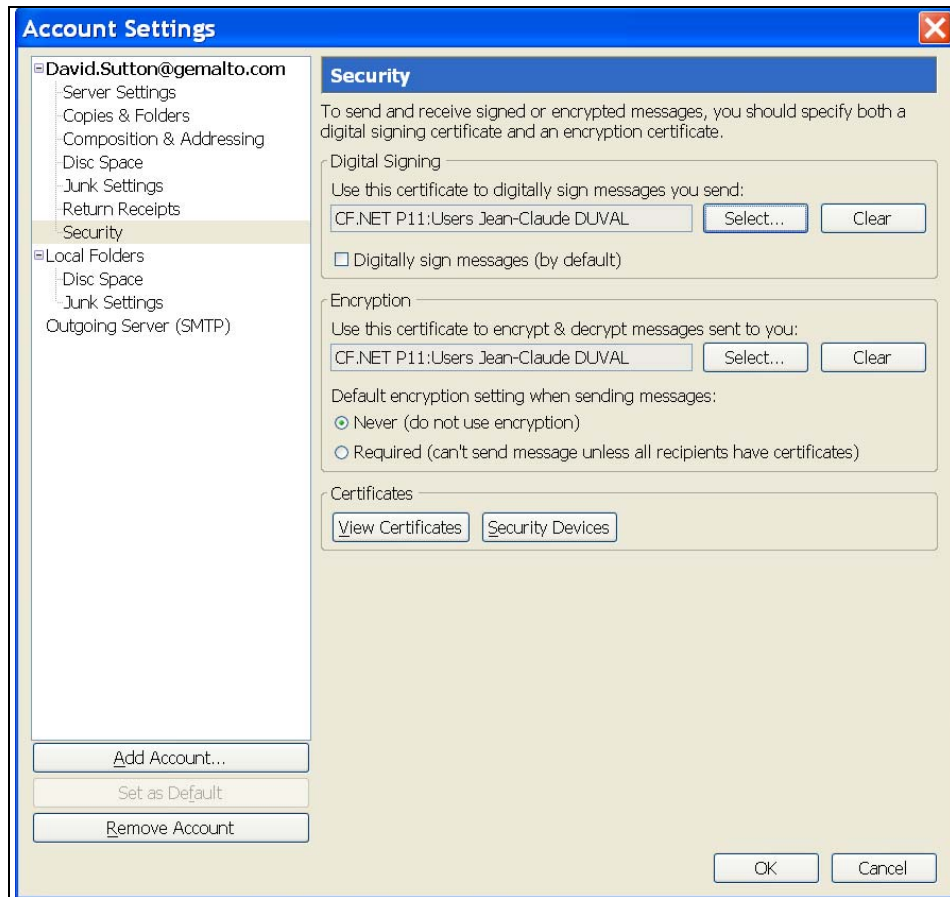 Account Settings
David.Sutton@gemalto.com
Server Settings
Copies & Folders
Composition & Addressing
Disc Space
Junk Settings
Return Receipts
Security
Local Folders
Disc Space
Junk Settings
Outgoing Server (SMTP)
Add Account...
Set as Default
Remove Account
Security
To send and receive signed or encrypted messages, you should specify both a
digital signing certificate and an encryption certificate.
Digital Signing
Use this certificate to digitally sign messages you send:
CF.NET P11:Users Jean-Claude DUVAL Select... Clear
Digitally sign messages (by default)
Encryption
Use this certificate to encrypt & decrypt messages sent to you:
CF.NET P11:Users Jean-Claude DUVAL Select... Clear
Default encryption setting when sending messages:
Never (do not use encryption)
Required (can't send message unless all recipients have certificates)
Certificates
View Certificates Security Devices
OK Cancel